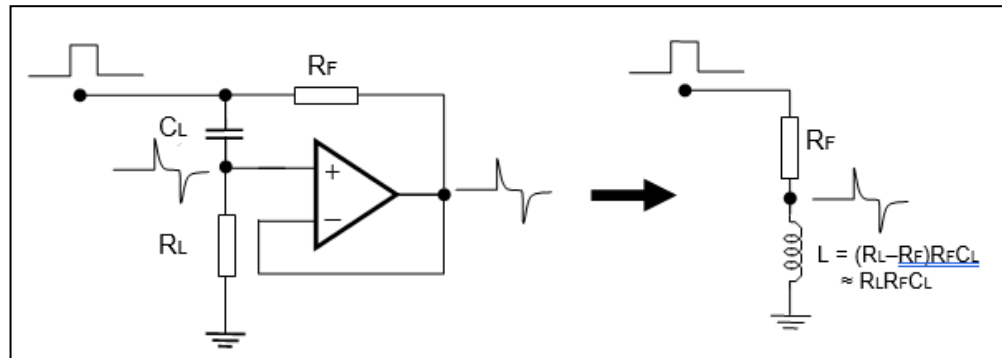 RF
CL
+
−
RL
RF
L = (RL–RF)RFCL
≈ RLRFCL